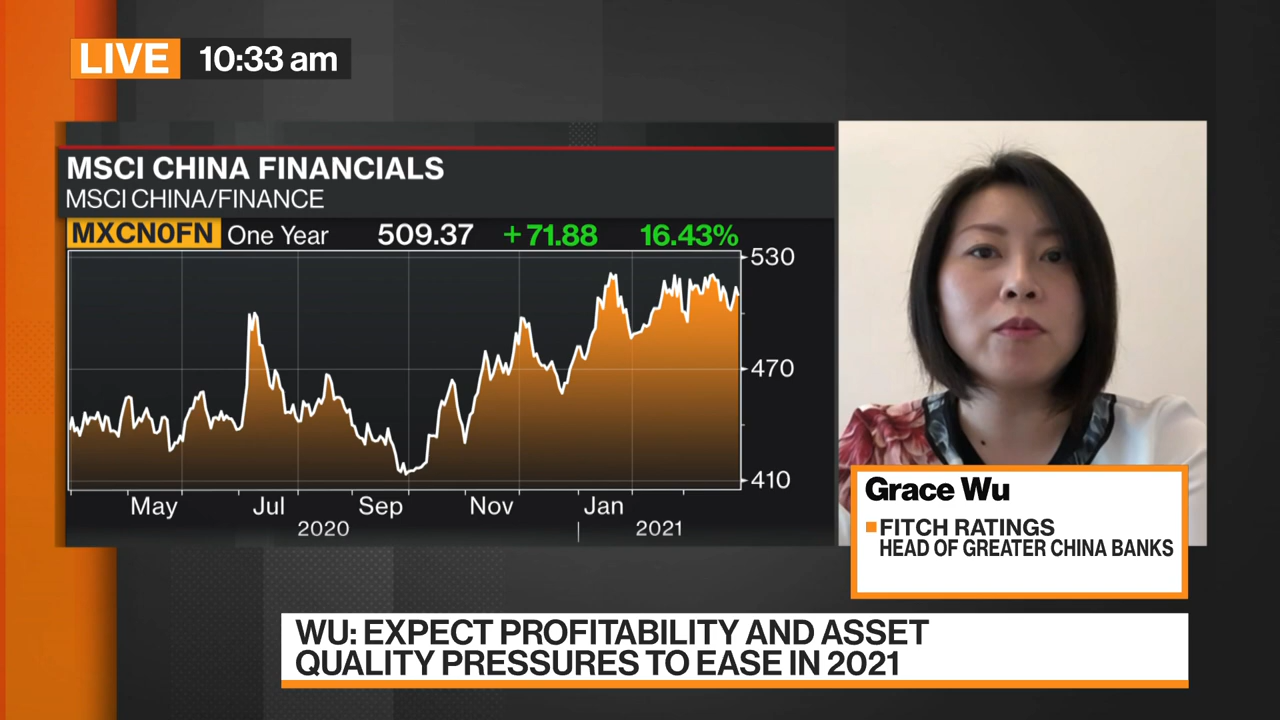 LIVE 10:33 am
MSCI CHINA FINANCIALS
MSCI CHINA/FINANCE
MXCN0FN One Year 509.37 +71.88 16.43%
530
470
410
May Jul Sep Nov Jan
2020 2021
Grace Wu
FITCH RATINGS
HEAD OF GREATER CHINA BANKS
WU: EXPECT PROFITABILITY AND ASSET
QUALITY PRESSURES TO EASE IN 2021